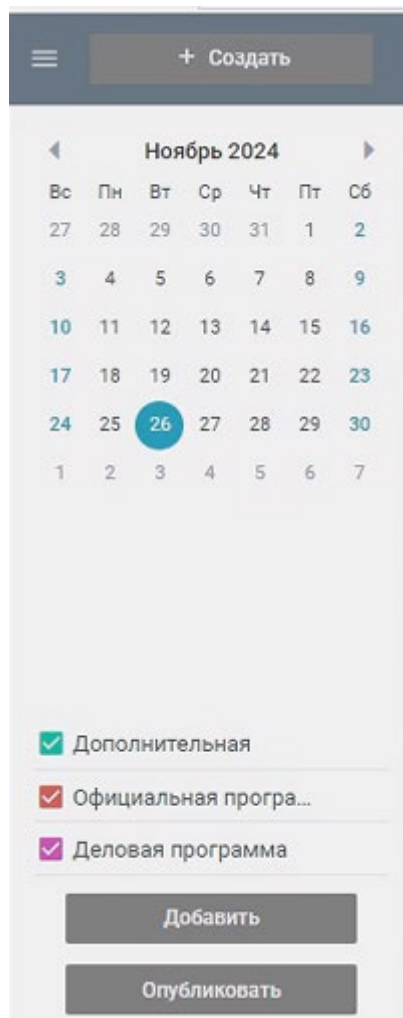 + Создать
Ноябрь 2024
Вс Пн Вт Ср Чт Пт Сб
27 28 29 30 31 1 2
3 4 5 6 7 8 9
10 11 12 13 14 15 16
17 18 19 20 21 22 23
24 25 26 27 28 29 30
1 2 3 4 5 6 7
Дополнительная
Официальная програ...
Деловая программа
Добавить
Опубликовать